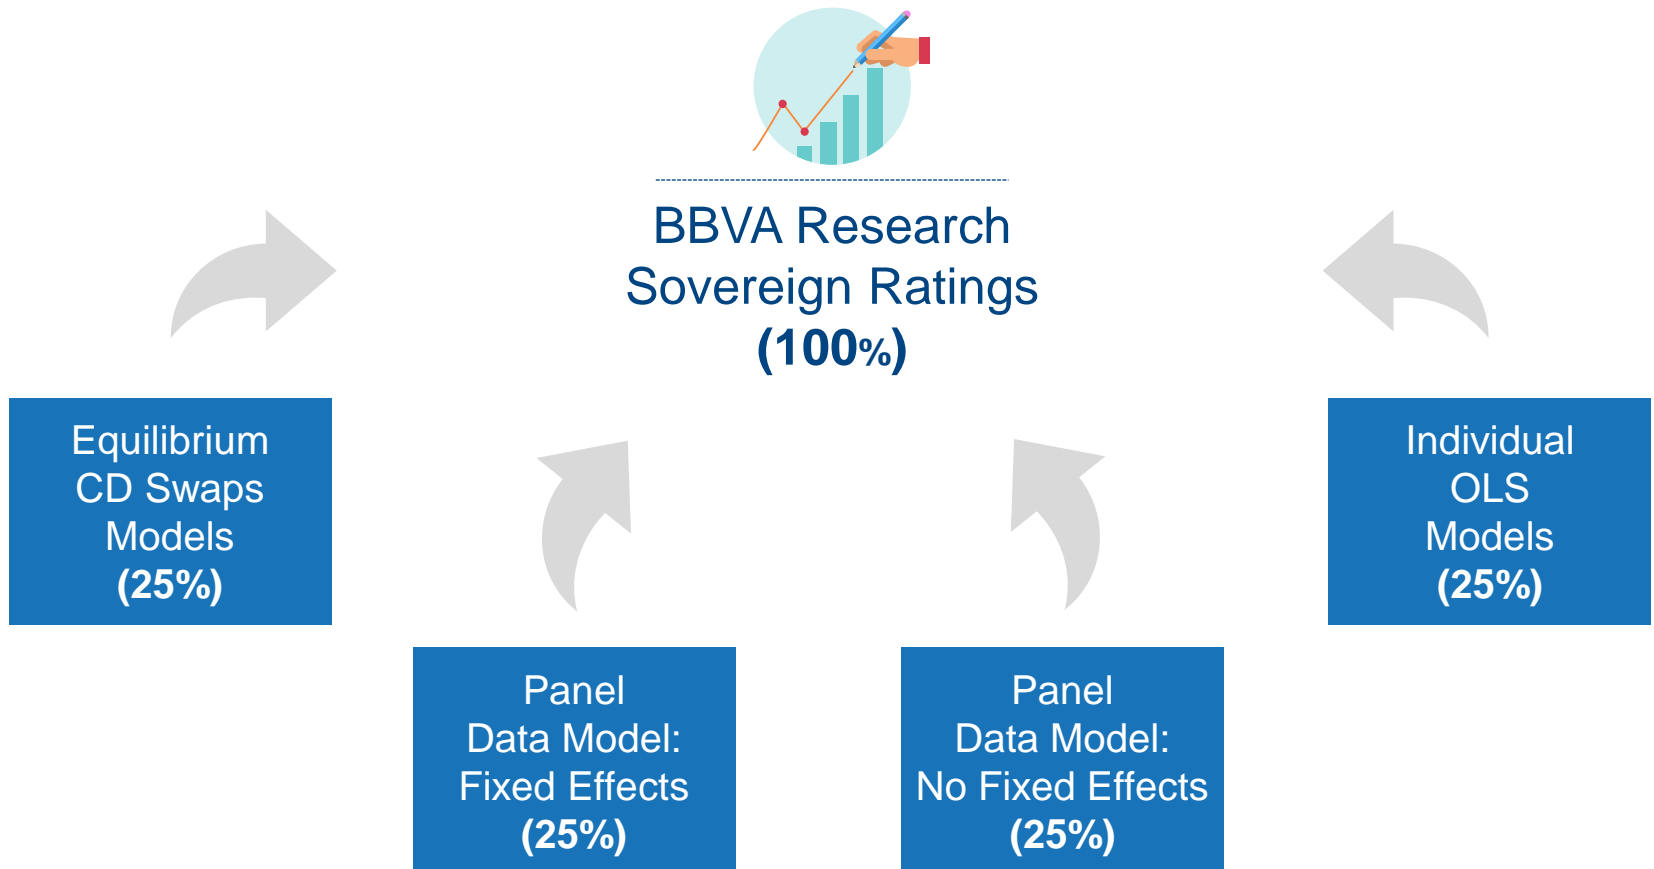 BBVA Research
Sovereign Ratings
(100%)
Equilibrium
CD Swaps
Models
(25%)
Individual
OLS
Models
(25%)
Panel
Data Model:
Fixed Effects
(25%)
Panel
Data Model:
No Fixed Effects
(25%)